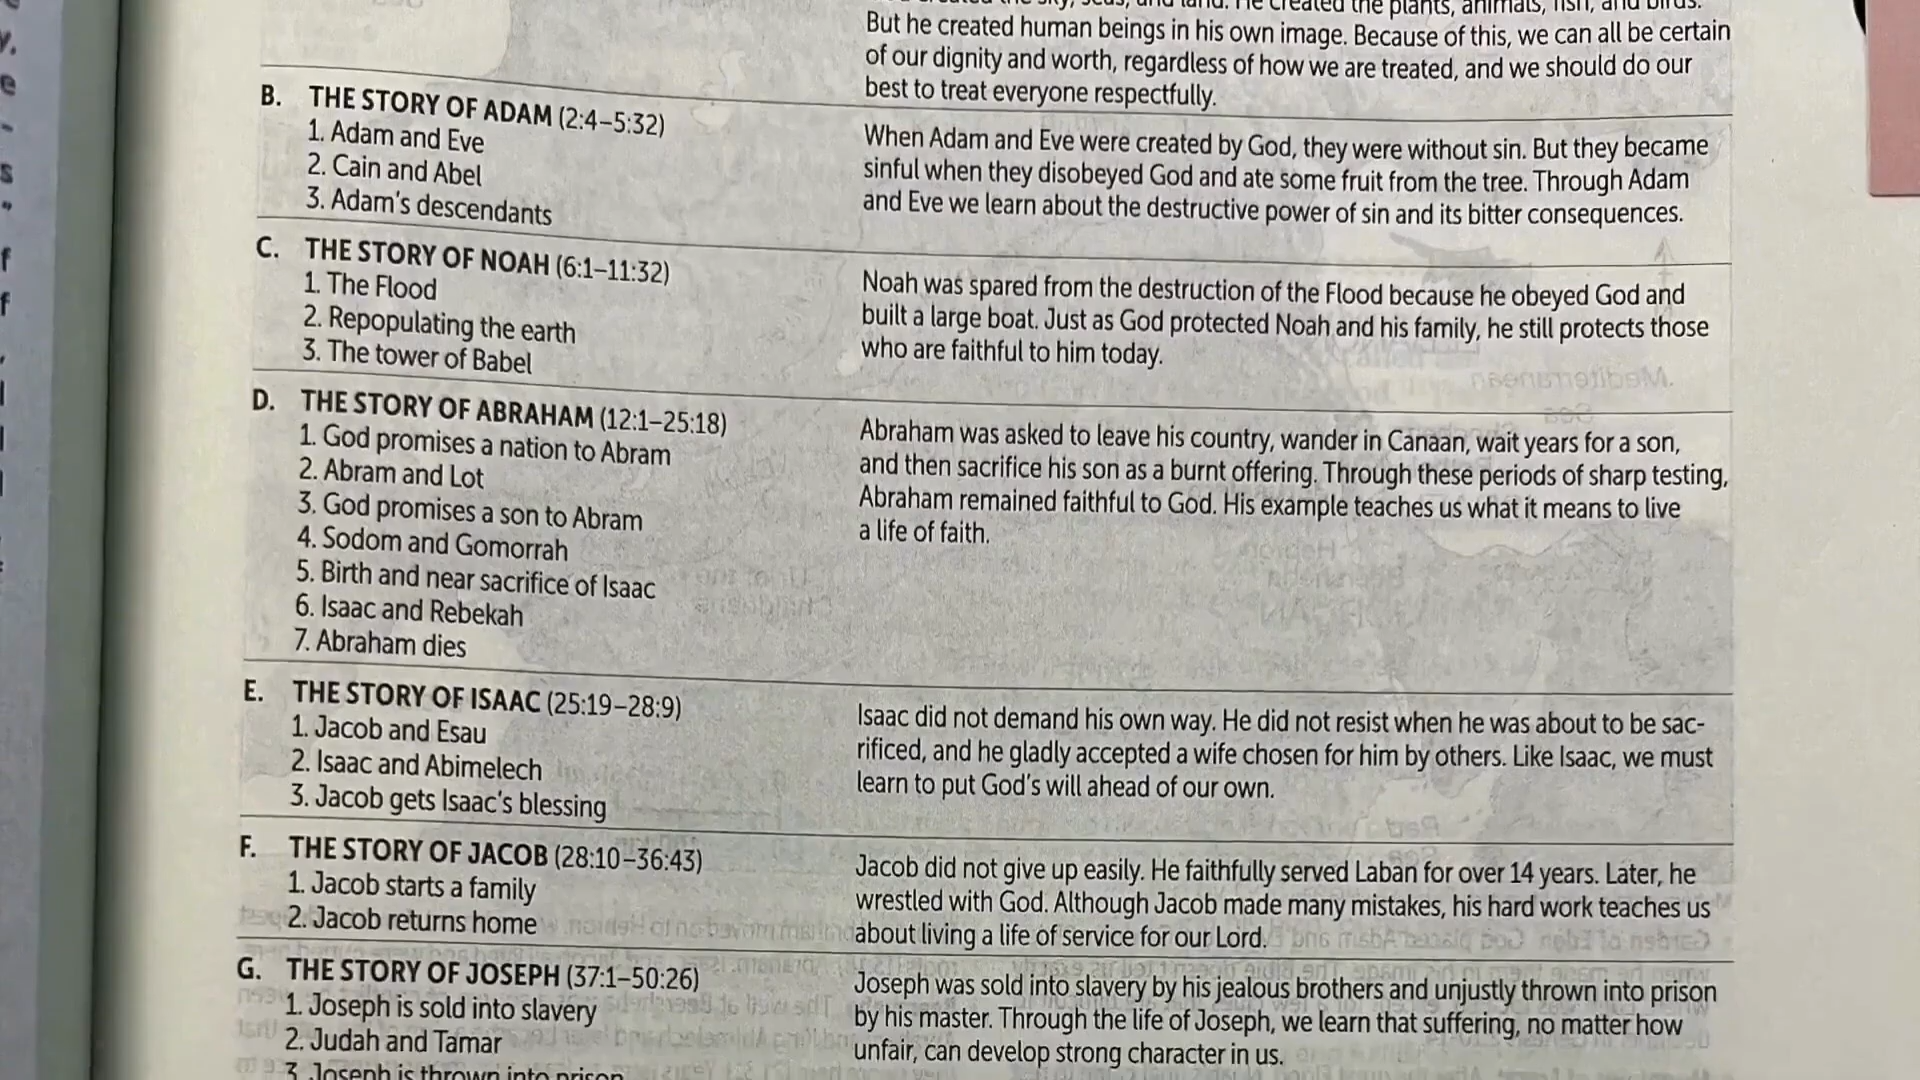 created the sky, seas, and land. He created the plants, animals, fish, and birds.
But he created human beings in his own image. Because of this, we can all be certain
of our dignity and worth, regardless of how we are treated, and we should do our
best to treat everyone respectfully.
B. THE STORY OF ADAM (2:4–5:32)
1. Adam and Eve
2. Cain and Abel
3. Adam's descendants
When Adam and Eve were created by God, they were without sin. But they became
sinful when they disobeyed God and ate some fruit from the tree. Through Adam
and Eve we learn about the destructive power of sin and its bitter consequences.
C. THE STORY OF NOAH (6:1–11:32)
1. The Flood
2. Repopulating the earth
3. The tower of Babel
Noah was spared from the destruction of the Flood because he obeyed God and
built a large boat. Just as God protected Noah and his family, he still protects those
who are faithful to him today.
D. THE STORY OF ABRAHAM (12:1–25:18)
1. God promises a nation to Abram
2. Abram and Lot
3. God promises a son to Abram
4. Sodom and Gomorrah
5. Birth and near sacrifice of Isaac
6. Isaac and Rebekah
7. Abraham dies
Abraham was asked to leave his country, wander in Canaan, wait years for a son,
and then sacrifice his son as a burnt offering. Through these periods of sharp testing,
Abraham remained faithful to God. His example teaches us what it means to live
a life of faith.
E. THE STORY OF ISAAC (25:19–28:9)
1. Jacob and Esau
2. Isaac and Abimelech
3. Jacob gets Isaac's blessing
Isaac did not demand his own way. He did not resist when he was about to be sac-
rificed, and he gladly accepted a wife chosen for him by others. Like Isaac, we must
learn to put God's will ahead of our own.
F. THE STORY OF JACOB (28:10–36:43)
1. Jacob starts a family
2. Jacob returns home
Jacob did not give up easily. He faithfully served Laban for over 14 years. Later, he
wrestled with God. Although Jacob made many mistakes, his hard work teaches us
about living a life of service for our Lord.
G. THE STORY OF JOSEPH (37:1–50:26)
1. Joseph is sold into slavery
2. Judah and Tamar
3. Joseph is thrown into prison
Joseph was sold into slavery by his jealous brothers and unjustly thrown into prison
by his master. Through the life of Joseph, we learn that suffering, no matter how
unfair, can develop strong character in us.